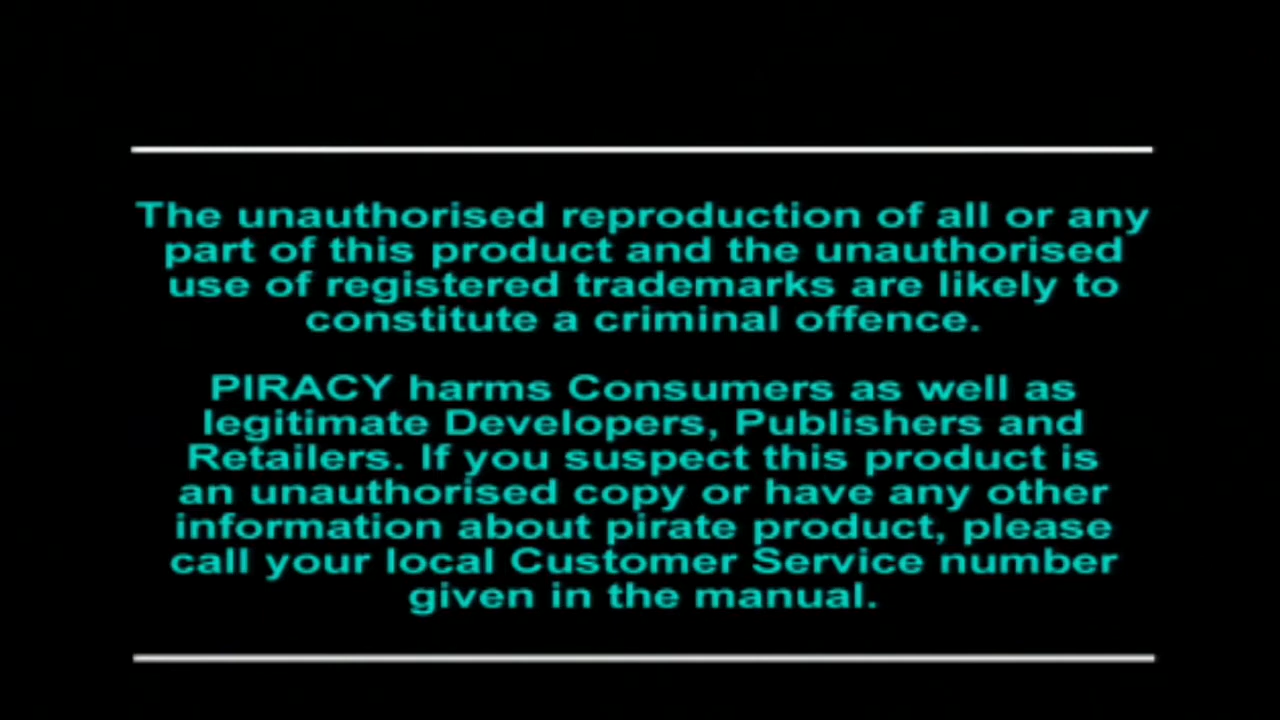 The unauthorised reproduction of all or any
part of this product and the unauthorised
use of registered trademarks are likely to
constitute a criminal offence.
PIRACY harms Consumers as well as
legitimate Developers, Publishers and
Retailers. If you suspect this product is
an unauthorised copy or have any other
information about pirate product, please
call your local Customer Service number
given in the manual.